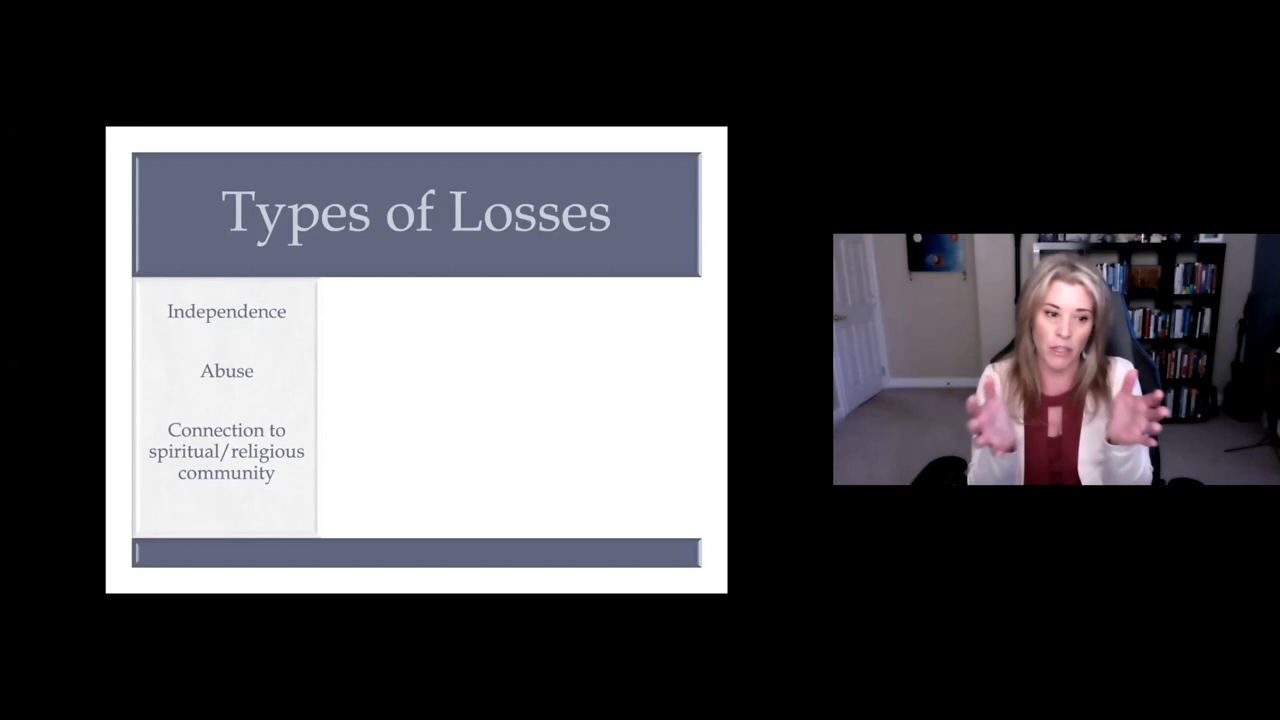 Types of Losses
Independence
Abuse
Connection to
spiritual/religious
community